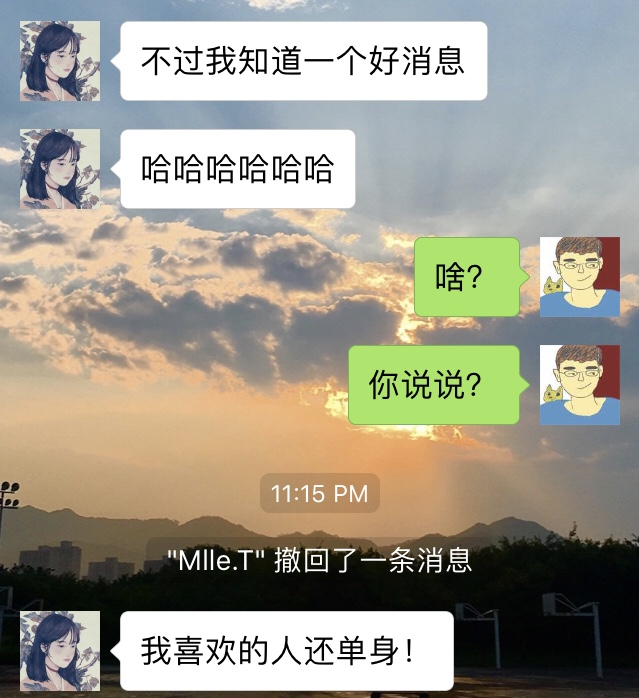 不过我知道一个好消息
哈哈哈哈哈哈
啥？
你说说？
11:15 PM
"Mlle.T" 撤回了一条消息
我喜欢的人还单身！